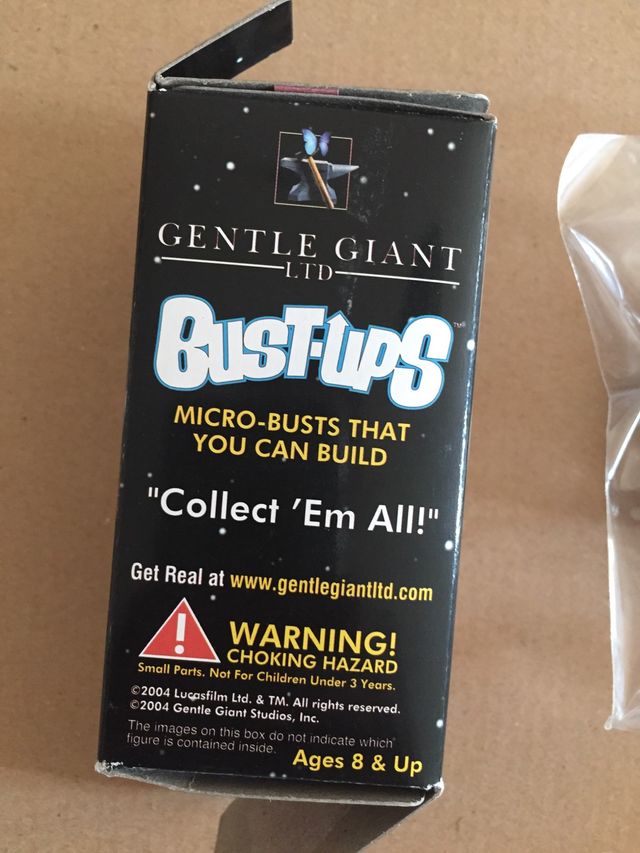 GENTLE GIANT
LTD
BUST-UPS™
MICRO-BUSTS THAT
YOU CAN BUILD
"Collect 'Em All!"
Get Real at www.gentlegiantltd.com
! WARNING!
CHOKING HAZARD
Small Parts. Not For Children Under 3 Years.
©2004 Lucasfilm Ltd. & TM. All rights reserved.
©2004 Gentle Giant Studios, Inc.
The images on this box do not indicate which
figure is contained inside.
Ages 8 & Up